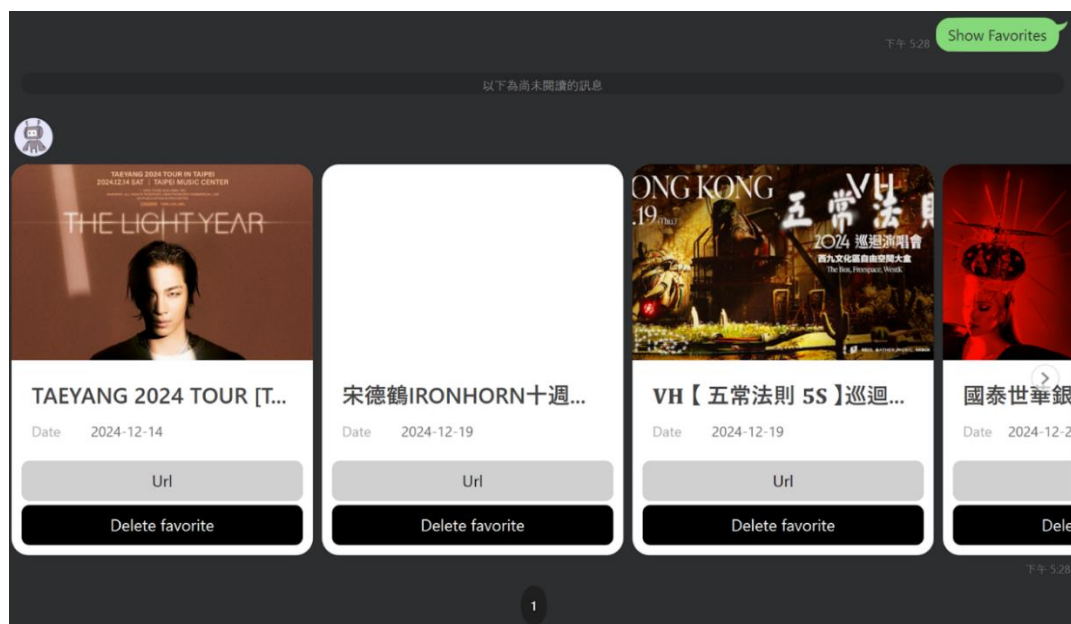 Show Favorites
下午 5:28
以下為尚未閱讀的訊息
TAEYANG 2024 TOUR IN TAIPEI
2024.12.14 SAT | TAIPEI MUSIC CENTER
THE LIGHT YEAR
TAEYANG 2024 TOUR [T...
Date 2024-12-14
Url
Delete favorite
宋德鶴IRONHORN十週...
Date 2024-12-19
Url
Delete favorite
ONG KONG
.19(Thu.)
VH
五常法則
2024 巡迴演唱會
西九文化區自由空間大盒
The Box, Freespace, WestK
VH【 五常法則 5S 】巡迴...
Date 2024-12-19
Url
Delete favorite
國泰世華銀
Date 2024-12-2
Dele
下午 5:28
1